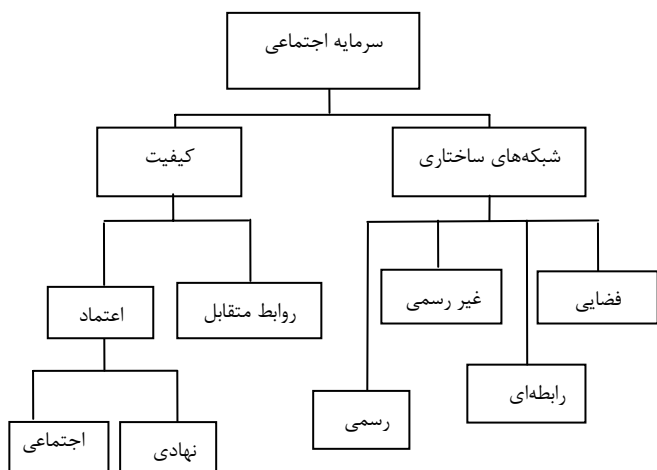 سرمایه اجتماعی
شبکه‌های ساختاری
کیفیت
فضایی
غیر رسمی
روابط متقابل
اعتماد
رابطه‌ای
رسمی
نهادی
اجتماعی